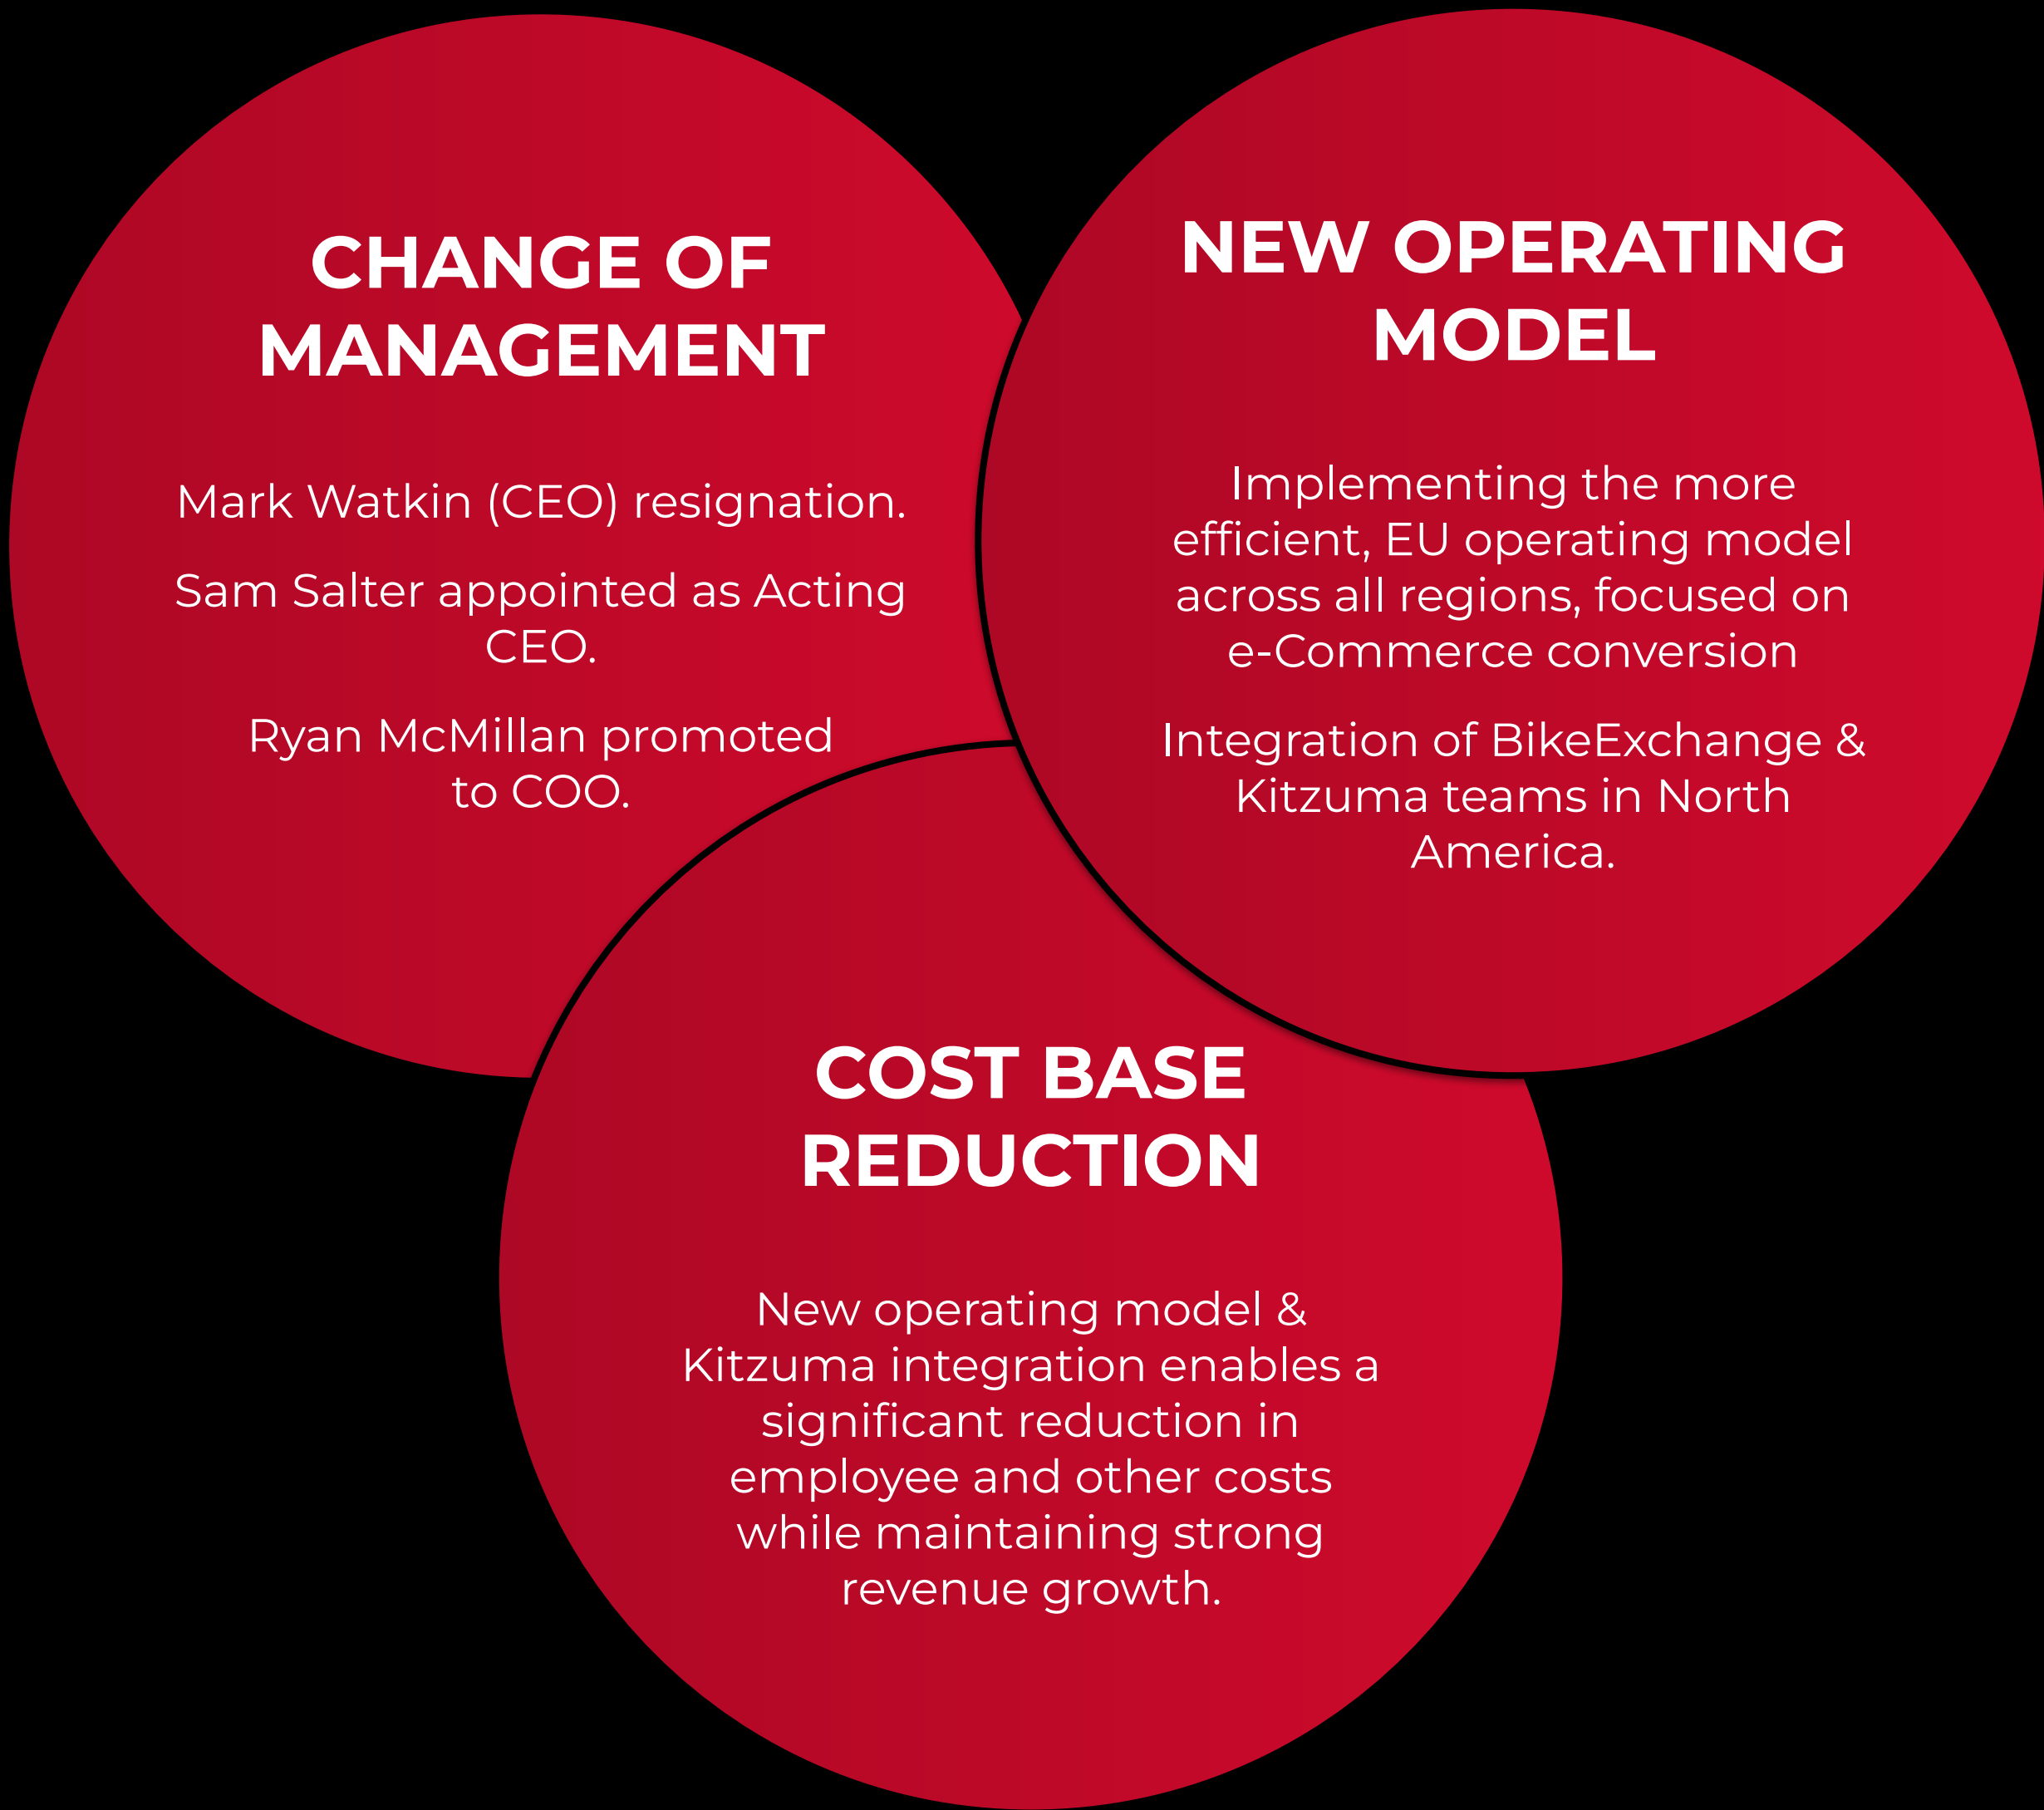 CHANGE OF
MANAGEMENT
Mark Watkin (CEO) resignation.
Sam Salter appointed as Acting
CEO.
Ryan McMillan promoted
to COO.
NEW OPERATING
MODEL
Implementing the more
efficient, EU operating model
across all regions, focused on
e-Commerce conversion
Integration of BikeExchange &
Kitzuma teams in North
America.
COST BASE
REDUCTION
New operating model &
Kitzuma integration enables a
significant reduction in
employee and other costs
while maintaining strong
revenue growth.